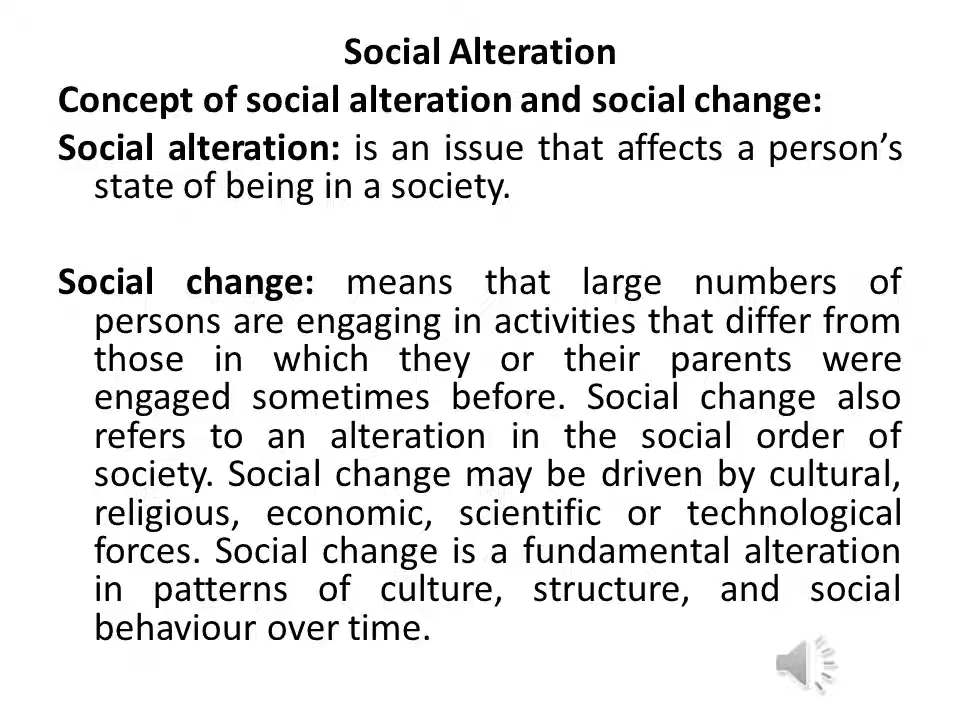 Social Alteration
Concept of social alteration and social change:
Social alteration: is an issue that affects a person’s
state of being in a society.
Social change: means that large numbers of
persons are engaging in activities that differ from
those in which they or their parents were
engaged sometimes before. Social change also
refers to an alteration in the social order of
society. Social change may be driven by cultural,
religious, economic, scientific or technological
forces. Social change is a fundamental alteration
in patterns of culture, structure, and social
behaviour over time.